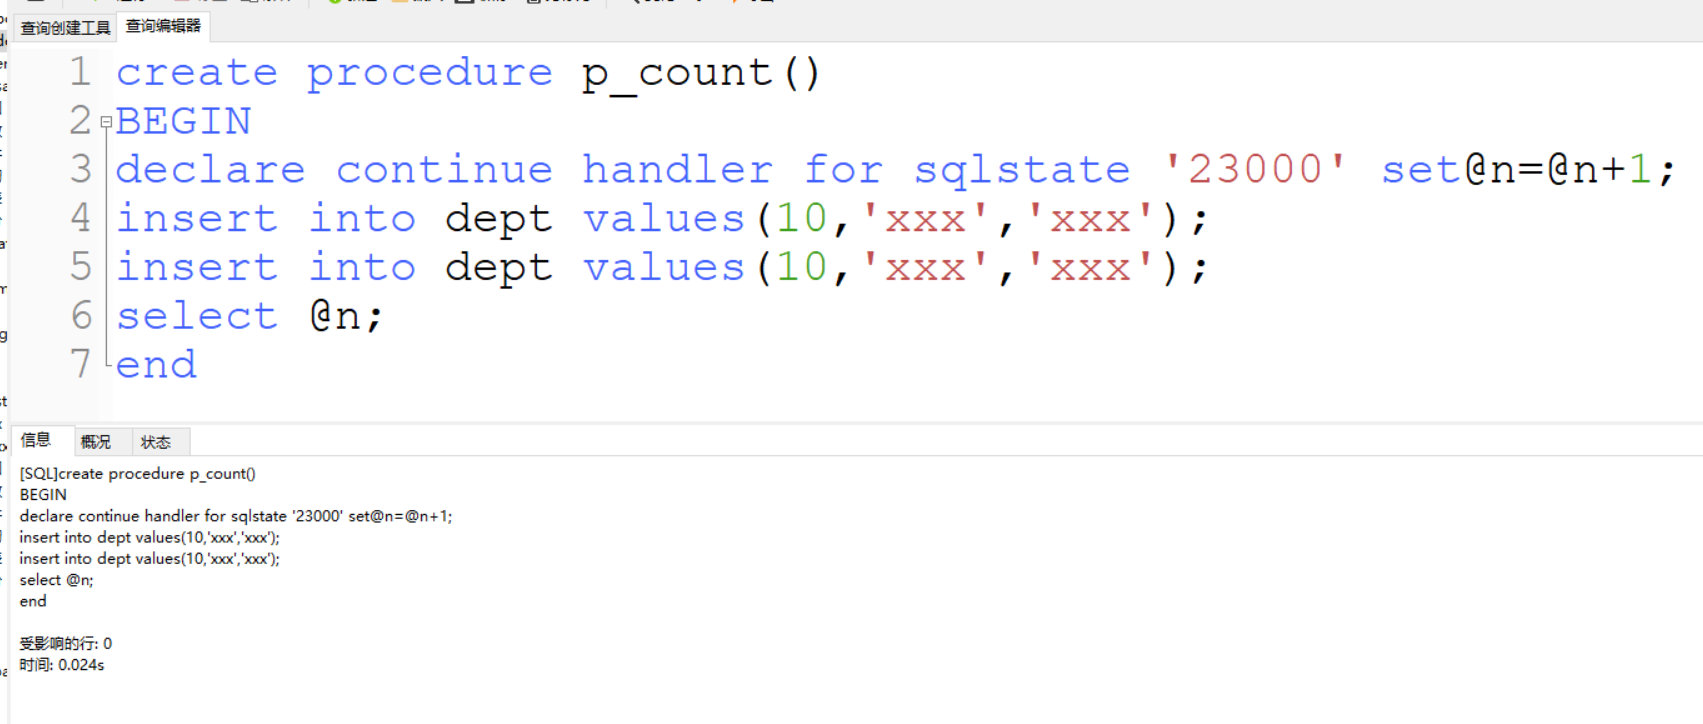 查询创建工具 查询编辑器
1 create procedure p_count()
2 BEGIN
3 declare continue handler for sqlstate '23000' set@n=@n+1;
4 insert into dept values(10,'xxx','xxx');
5 insert into dept values(10,'xxx','xxx');
6 select @n;
7 end
信息 概况 状态
[SQL]create procedure p_count()
BEGIN
declare continue handler for sqlstate '23000' set@n=@n+1;
insert into dept values(10,'xxx','xxx');
insert into dept values(10,'xxx','xxx');
select @n;
end
受影响的行: 0
时间: 0.024s